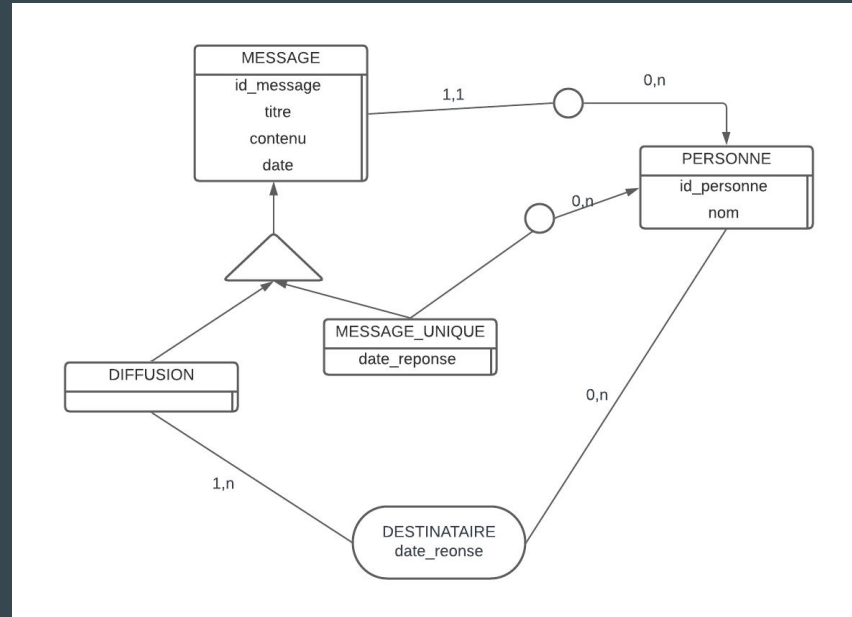 MESSAGE
id_message
titre
contenu
date
1,1
0,n
PERSONNE
id_personne
nom
0,n
MESSAGE_UNIQUE
date_reponse
DIFFUSION
0,n
1,n
DESTINATAIRE
date_reonse